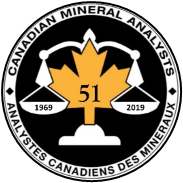 CANADIAN MINERAL ANALYSTS
51
1969
2019
ANALYSTES CANADIENS DES MINERAUX